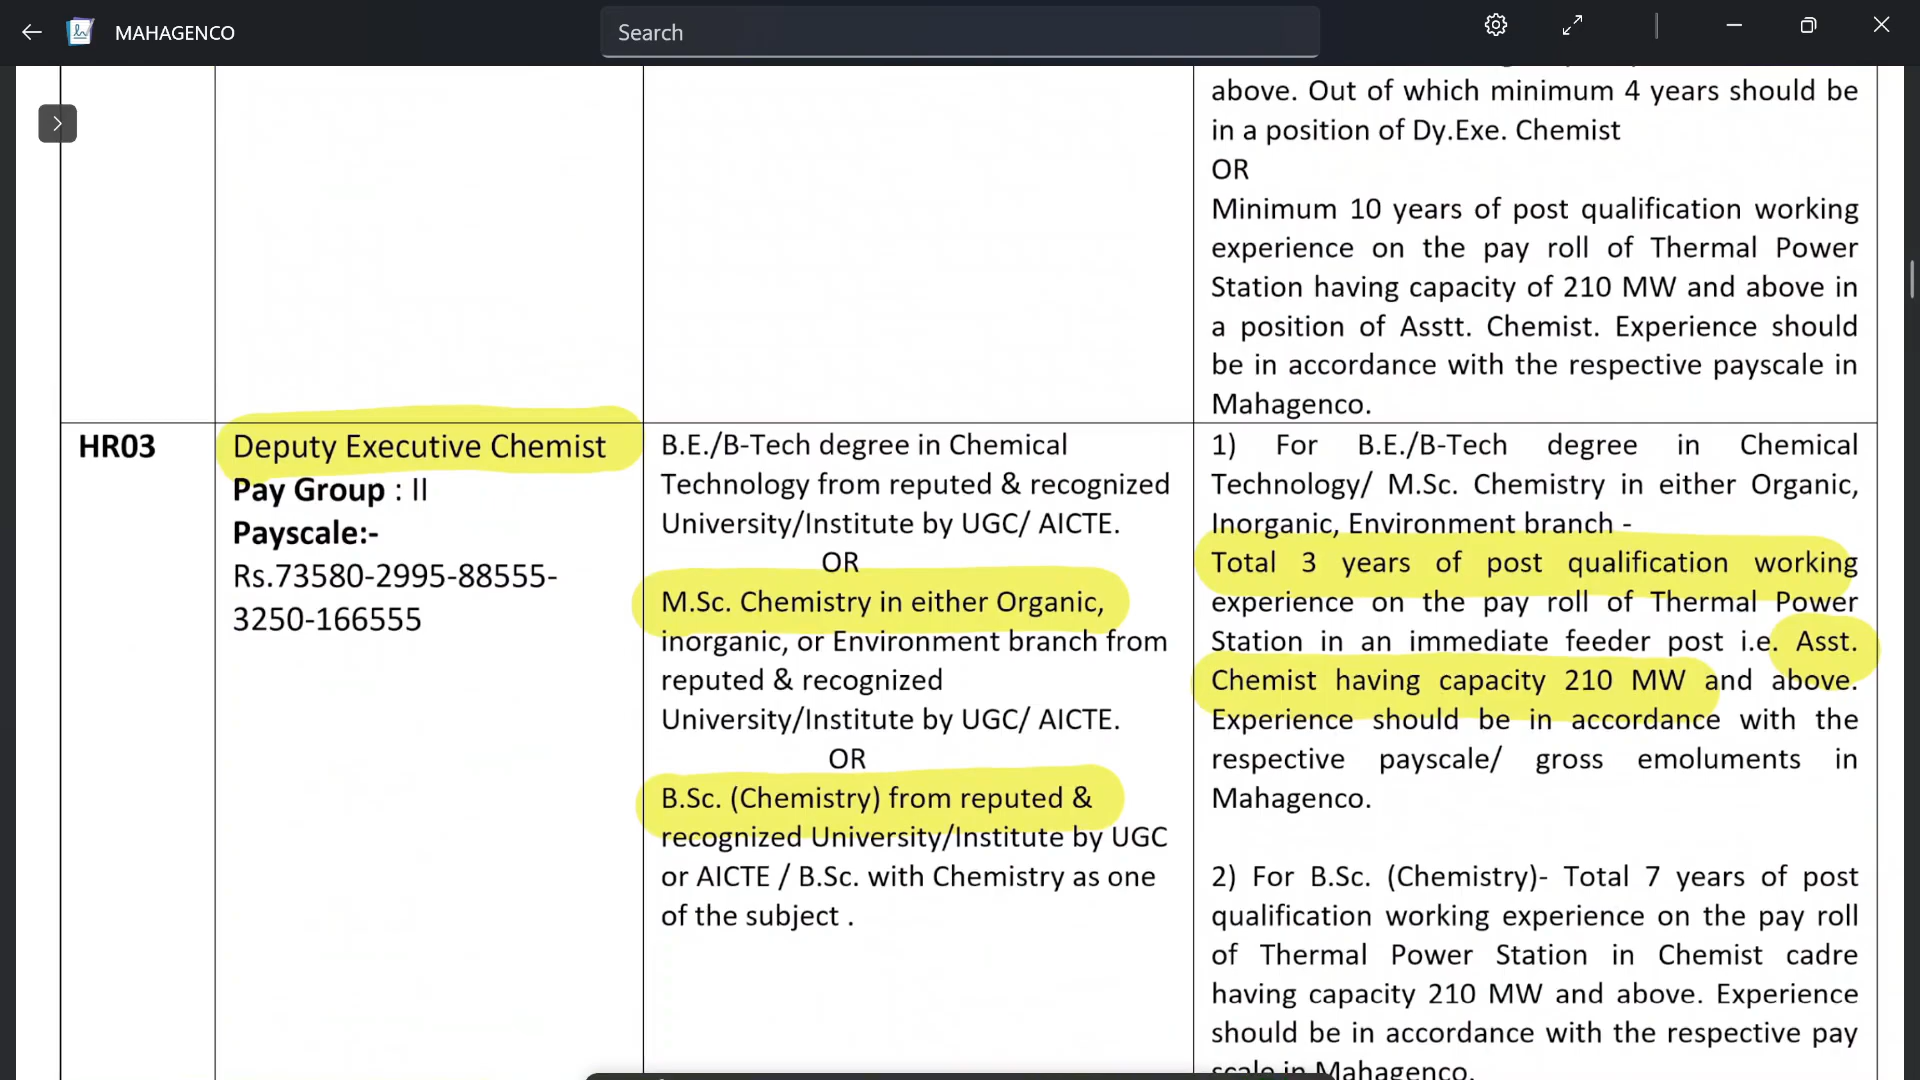 MAHAGENCO
Search
above. Out of which minimum 4 years should be
in a position of Dy.Exe. Chemist
OR
Minimum 10 years of post qualification working
experience on the pay roll of Thermal Power
Station having capacity of 210 MW and above in
a position of Asstt. Chemist. Experience should
be in accordance with the respective payscale in
Mahagenco.
HR03
Deputy Executive Chemist
Pay Group : II
Payscale:-
Rs.73580-2995-88555-
3250-166555
B.E./B-Tech degree in Chemical
Technology from reputed & recognized
University/Institute by UGC/ AICTE.
OR
M.Sc. Chemistry in either Organic,
inorganic, or Environment branch from
reputed & recognized
University/Institute by UGC/ AICTE.
OR
B.Sc. (Chemistry) from reputed &
recognized University/Institute by UGC
or AICTE / B.Sc. with Chemistry as one
of the subject .
1) For B.E./B-Tech degree in Chemical
Technology/ M.Sc. Chemistry in either Organic,
Inorganic, Environment branch -
Total 3 years of post qualification working
experience on the pay roll of Thermal Power
Station in an immediate feeder post i.e. Asst.
Chemist having capacity 210 MW and above.
Experience should be in accordance with the
respective payscale/ gross emoluments in
Mahagenco.
2) For B.Sc. (Chemistry)- Total 7 years of post
qualification working experience on the pay roll
of Thermal Power Station in Chemist cadre
having capacity 210 MW and above. Experience
should be in accordance with the respective pay
scale in Mahagenco.